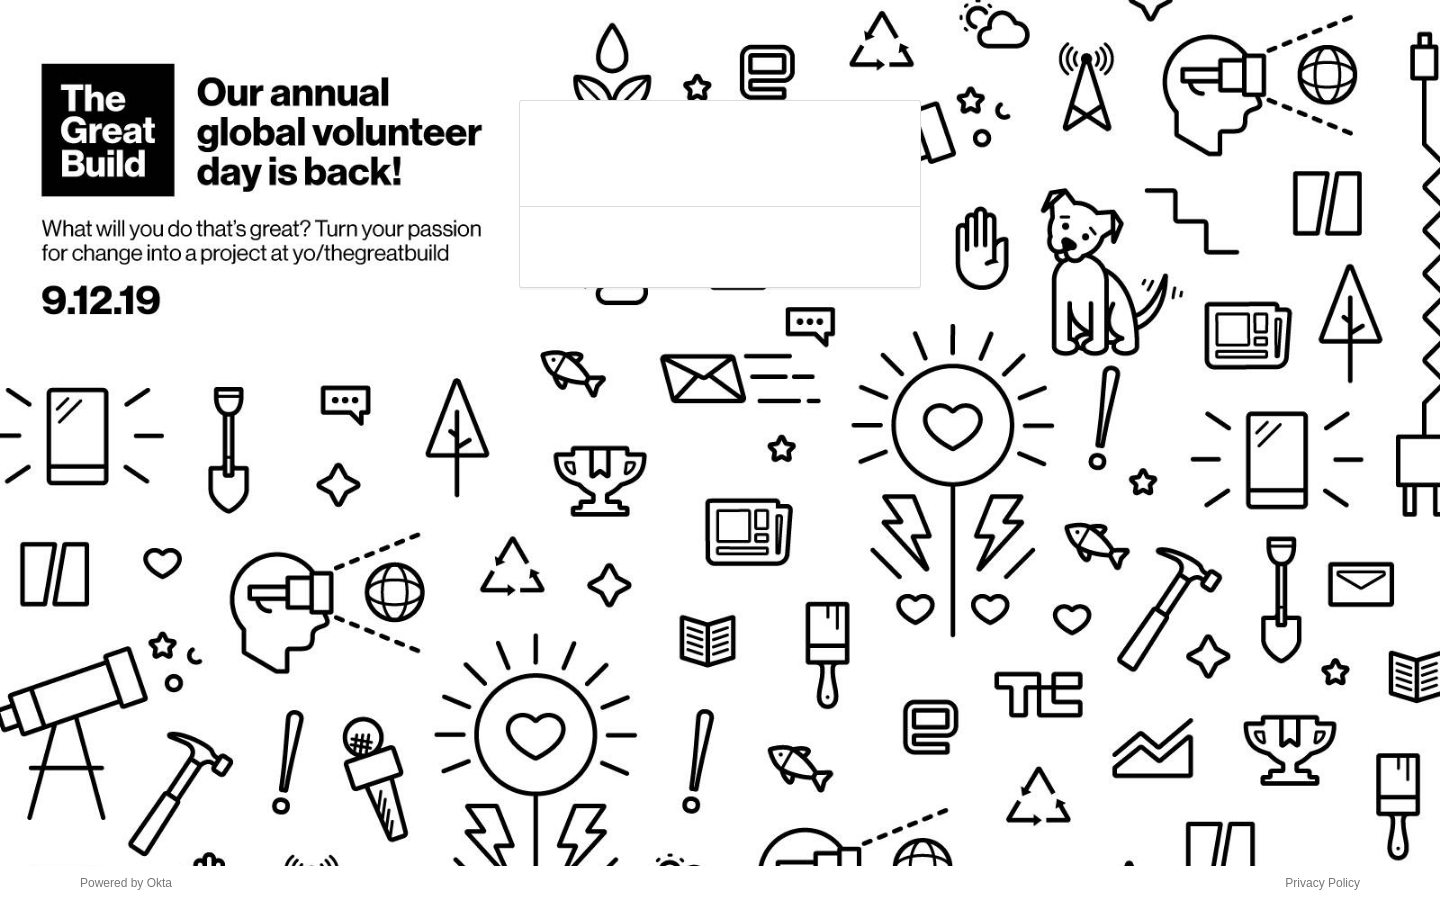 The
Great
Build
Our annual
global volunteer
day is back!
What will you do that's great? Turn your passion
for change into a project at yo/thegreatbuild
9.12.19
TC
Powered by Okta
Privacy Policy